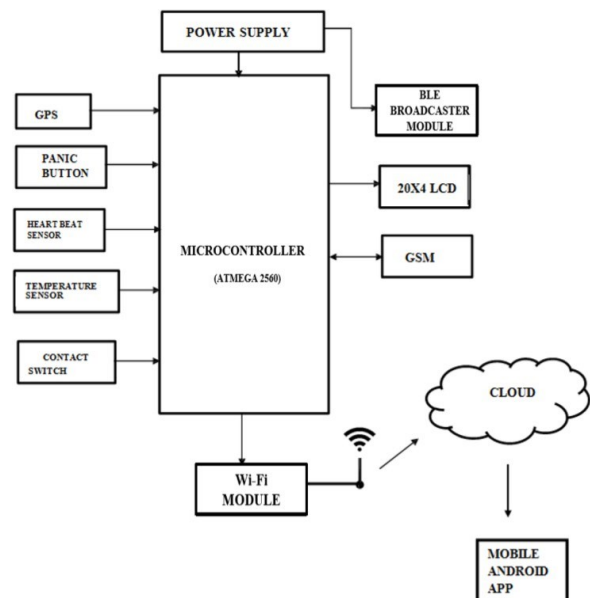 POWER SUPPLY
BLE
BROADCASTER
MODULE
GPS
PANIC
BUTTON
20X4 LCD
HEART BEAT
SENSOR
MICROCONTROLLER
(ATMEGA 2560)
GSM
TEMPERATURE
SENSOR
CONTACT
SWITCH
CLOUD
Wi-Fi
MODULE
MOBILE
ANDROID
APP